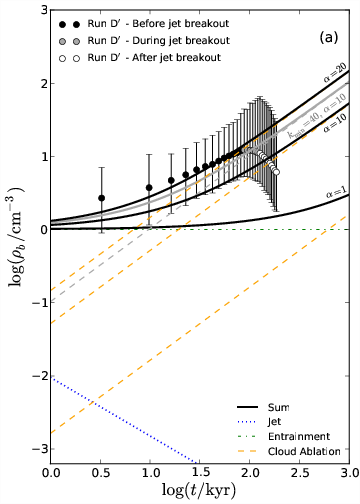 Run D′ - Before jet breakout
Run D′ - During jet breakout
Run D′ - After jet breakout
(a)
α=20
k_min=40, α=10
α=10
α=1
log(ρ_b/cm^−3)
3
2
1
0
−1
−2
−3
Sum
Jet
Entrainment
Cloud Ablation
0.0 0.5 1.0 1.5 2.0 2.5 3.0
log(t/kyr)